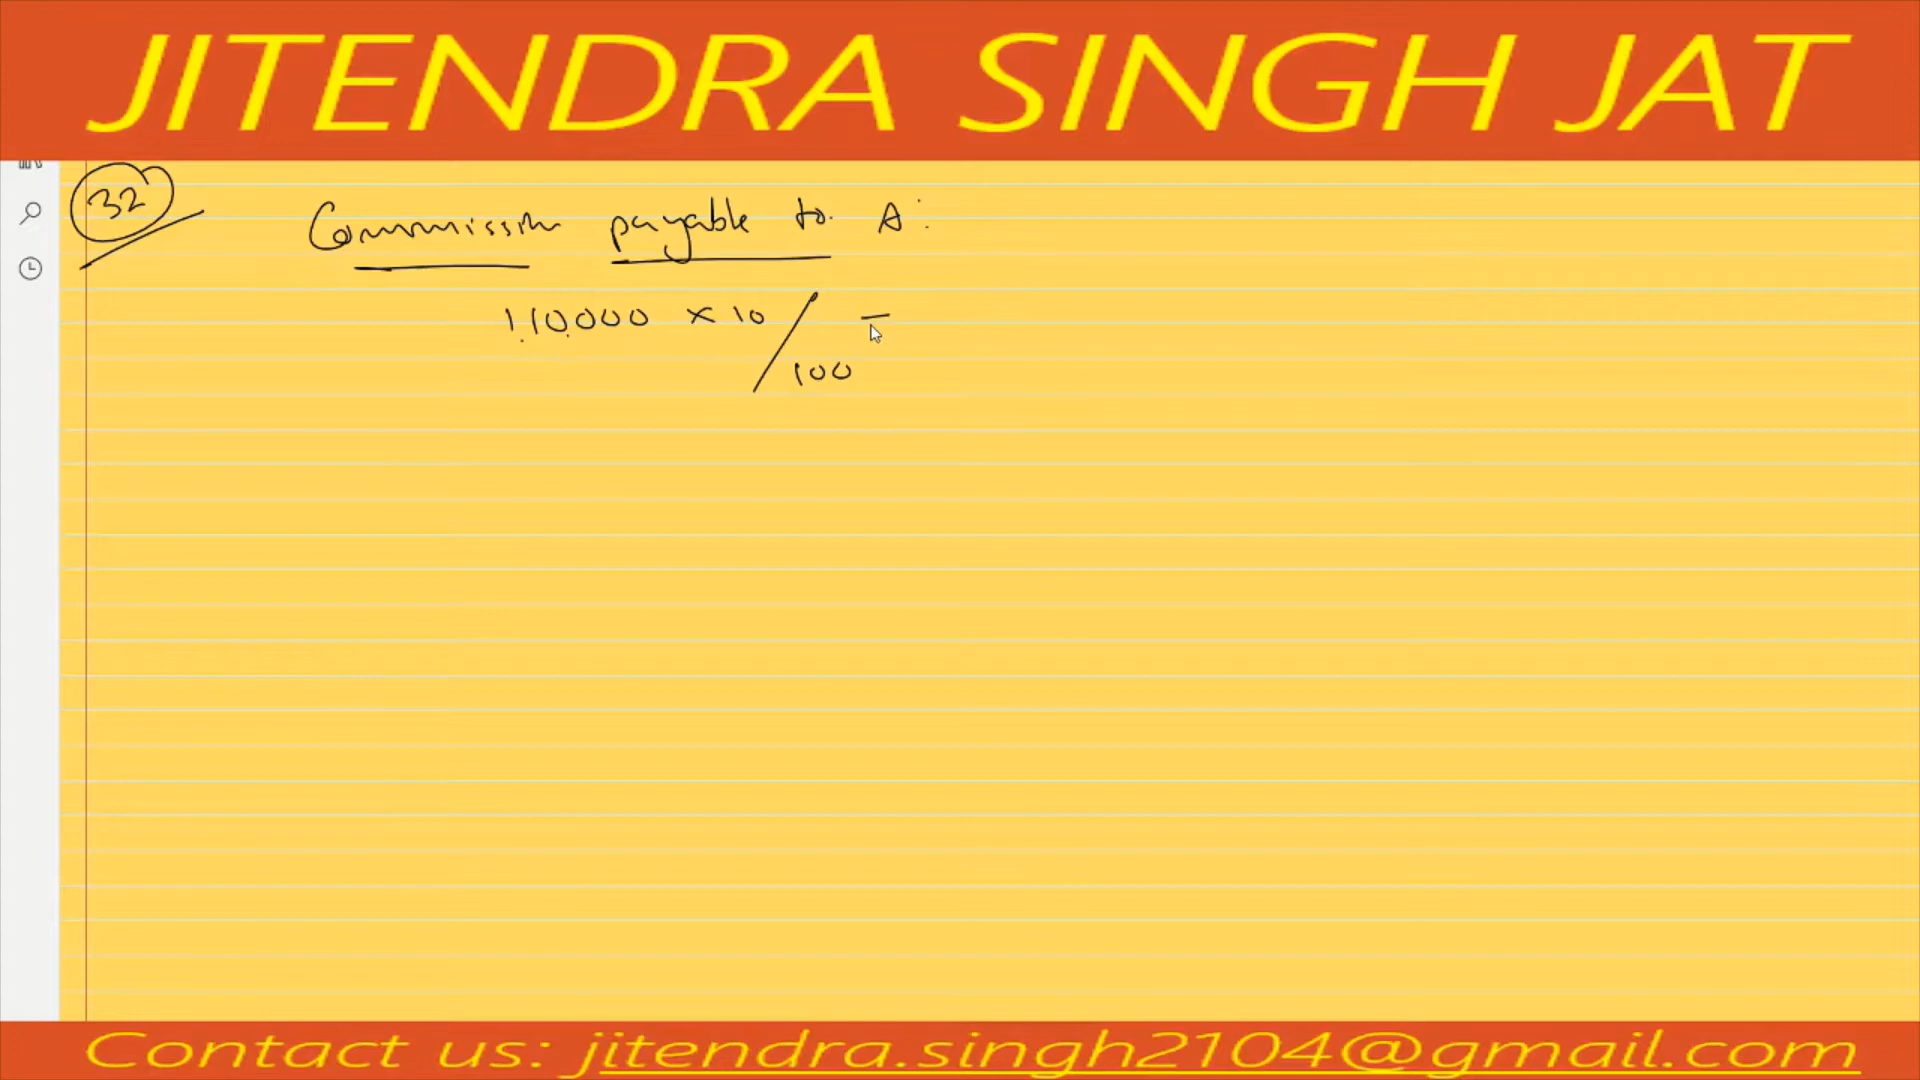 JITENDRA SINGH JAT
32
Commission payable to A:
1,10,000 × 10/100 =
Contact us: jitendra.singh2104@gmail.com